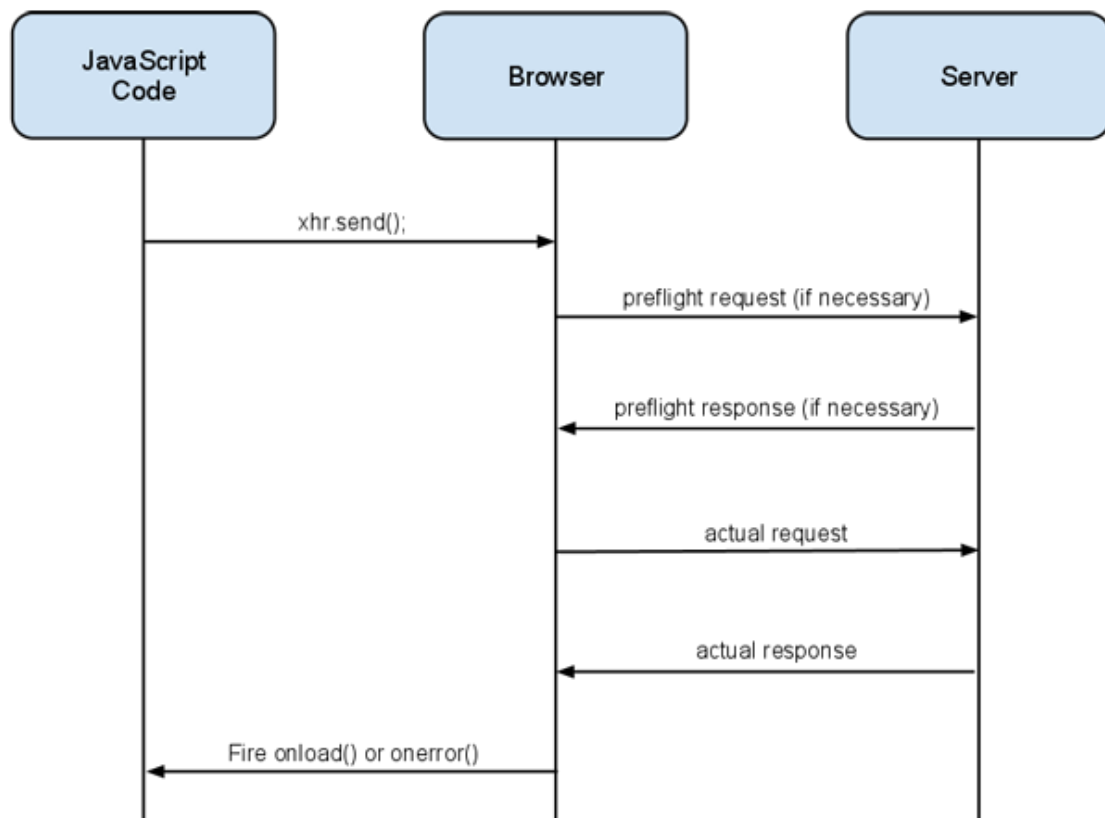 JavaScript
Code
Browser
Server
xhr.send();
preflight request (if necessary)
preflight response (if necessary)
actual request
actual response
Fire onload() or onerror()